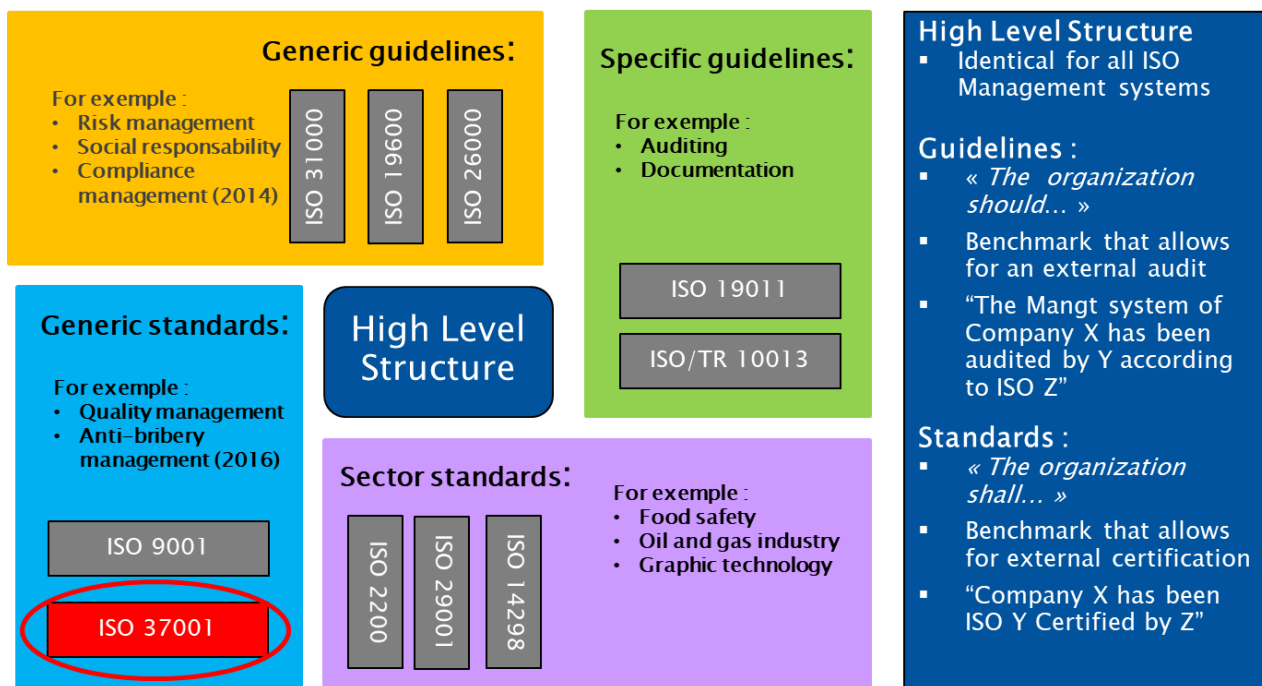 Generic guidelines:
For exemple :
• Risk management
• Social responsability
• Compliance
management (2014)
ISO 31000
ISO 19600
ISO 26000
Specific guidelines:
For exemple :
• Auditing
• Documentation
ISO 19011
ISO/TR 10013
Generic standards:
For exemple :
• Quality management
• Anti-bribery
management (2016)
ISO 9001
ISO 37001
High Level
Structure
Sector standards:
ISO 2200
ISO 29001
ISO 14298
For exemple :
• Food safety
• Oil and gas industry
• Graphic technology
High Level Structure
▪ Identical for all ISO
Management systems
Guidelines :
▪ « The organization
should… »
▪ Benchmark that allows
for an external audit
▪ “The Mangt system of
Company X has been
audited by Y according
to ISO Z”
Standards :
▪ « The organization
shall… »
▪ Benchmark that allows
for external certification
▪ “Company X has been
ISO Y Certified by Z”